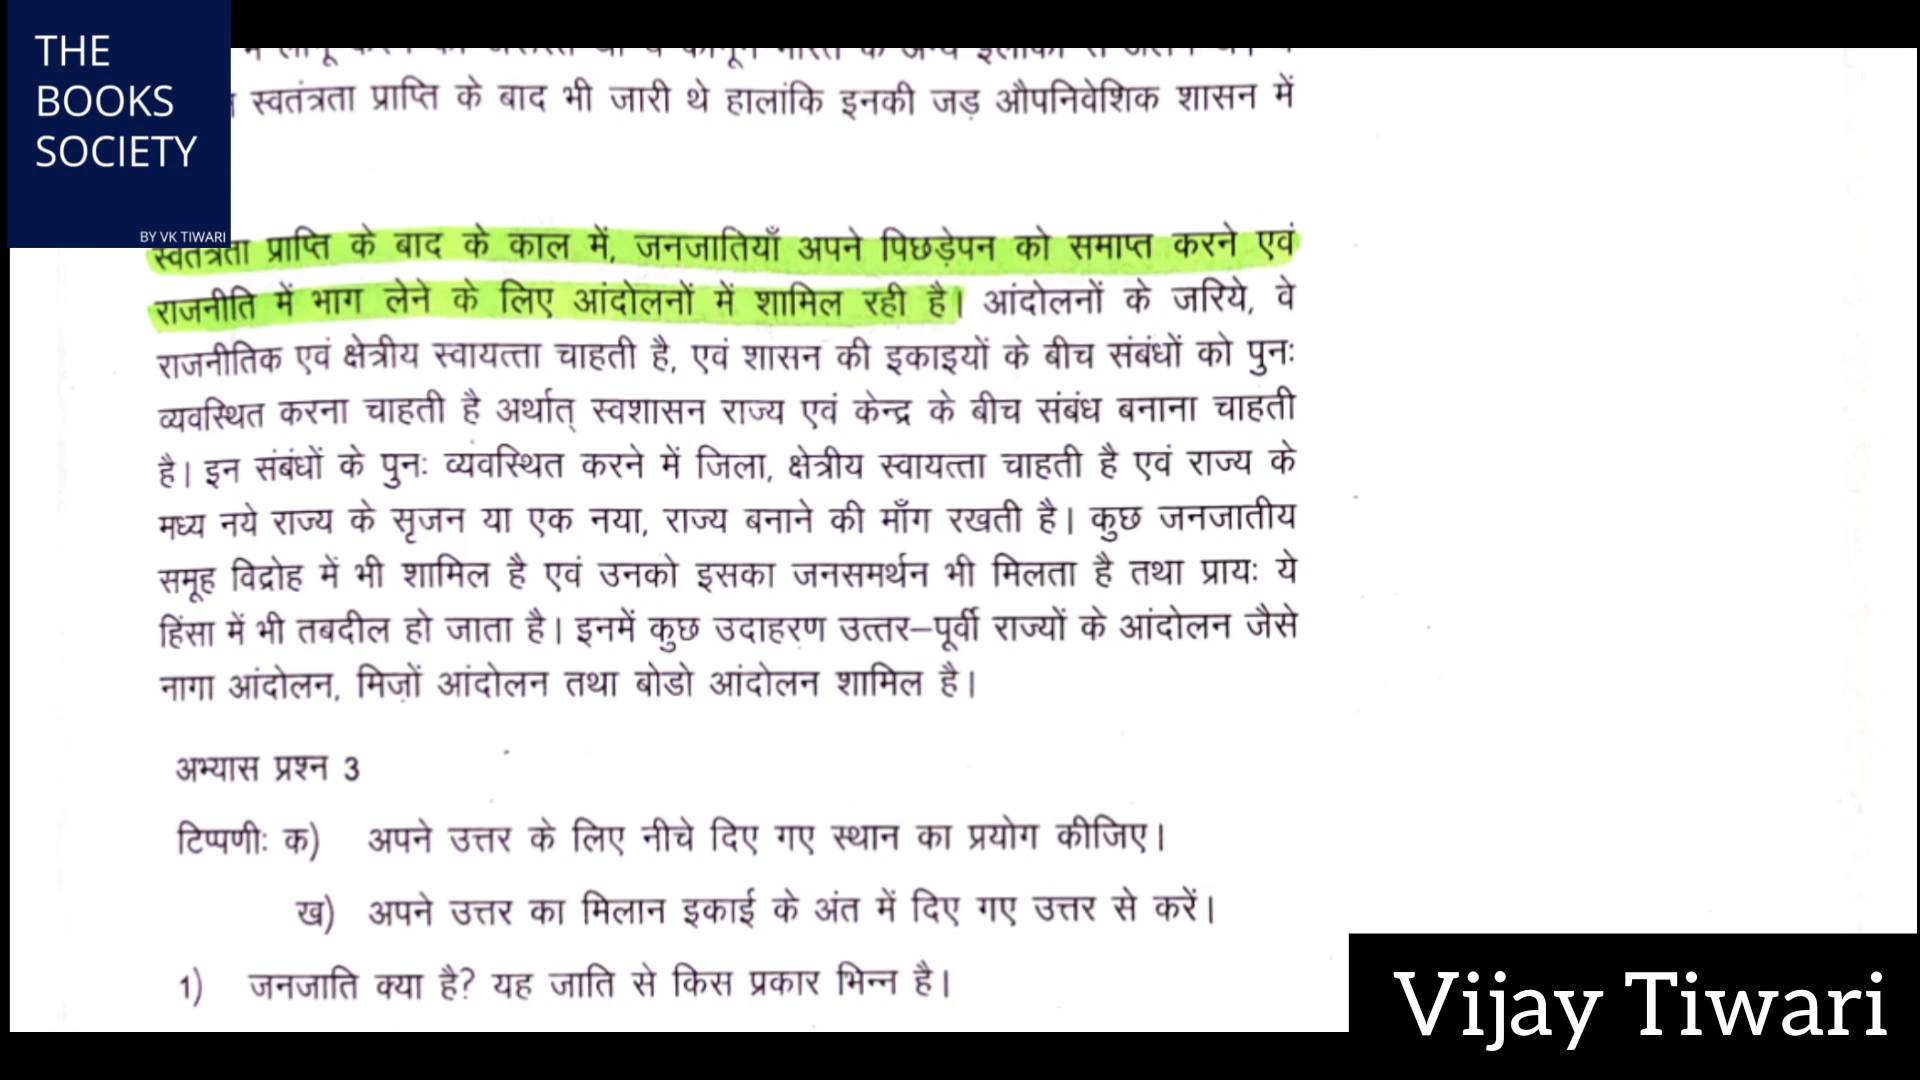 THE
BOOKS
SOCIETY
BY VK TIWARI
स्वतंत्रता प्राप्ति के बाद भी जारी थे हालांकि इनकी जड़ औपनिवेशिक शासन में
स्वतंत्रता प्राप्ति के बाद के काल में, जनजातियाँ अपने पिछड़ेपन को समाप्त करने एवं
राजनीति में भाग लेने के लिए आंदोलनों में शामिल रही है। आंदोलनों के जरिये, वे
राजनीतिक एवं क्षेत्रीय स्वायत्ता चाहती है, एवं शासन की इकाइयों के बीच संबंधों को पुनः
व्यवस्थित करना चाहती है अर्थात् स्वशासन राज्य एवं केन्द्र के बीच संबंध बनाना चाहती
है। इन संबंधों के पुनः व्यवस्थित करने में जिला, क्षेत्रीय स्वायत्ता चाहती है एवं राज्य के
मध्य नये राज्य के सृजन या एक नया, राज्य बनाने की माँग रखती है। कुछ जनजातीय
समूह विद्रोह में भी शामिल है एवं उनको इसका जनसमर्थन भी मिलता है तथा प्रायः ये
हिंसा में भी तबदील हो जाता है। इनमें कुछ उदाहरण उत्तर–पूर्वी राज्यों के आंदोलन जैसे
नागा आंदोलन, मिज़ों आंदोलन तथा बोडो आंदोलन शामिल है।
अभ्यास प्रश्न 3
टिप्पणीः क) अपने उत्तर के लिए नीचे दिए गए स्थान का प्रयोग कीजिए।
ख) अपने उत्तर का मिलान इकाई के अंत में दिए गए उत्तर से करें।
1) जनजाति क्या है? यह जाति से किस प्रकार भिन्न है।
Vijay Tiwari